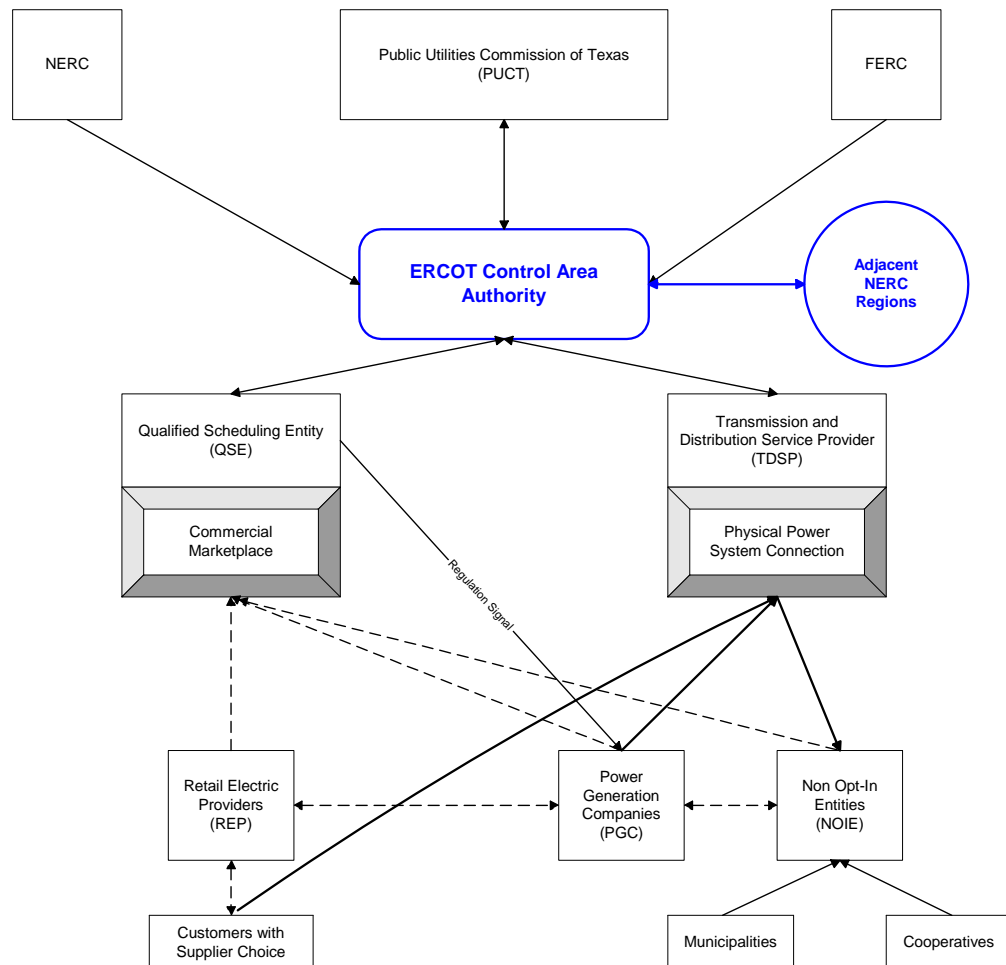 NERC
Public Utilities Commission of Texas
(PUCT)
FERC
ERCOT Control Area
Authority
Adjacent
NERC
Regions
Qualified Scheduling Entity
(QSE)
Transmission and
Distribution Service Provider
(TDSP)
Commercial
Marketplace
Physical Power
System Connection
Regulation Signal
Retail Electric
Providers
(REP)
Power
Generation
Companies
(PGC)
Non Opt-In
Entities
(NOIE)
Customers with
Supplier Choice
Municipalities
Cooperatives